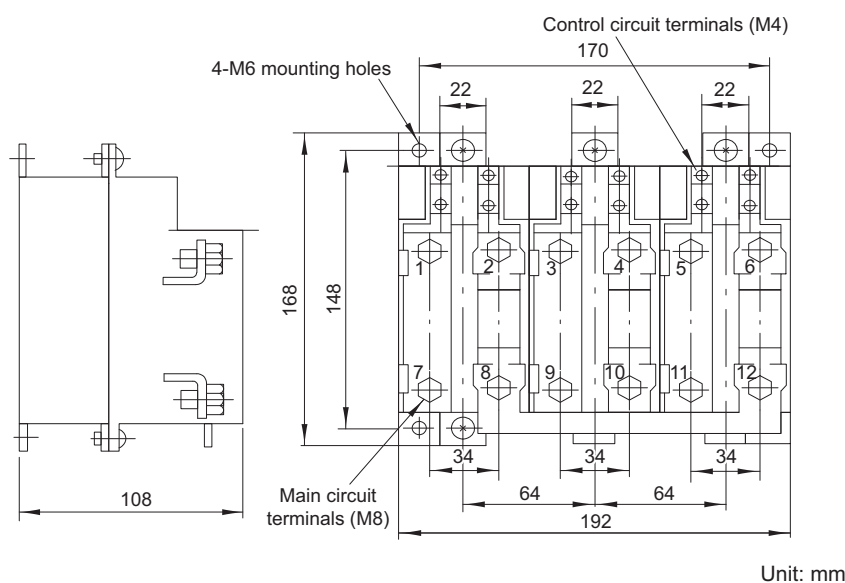 Control circuit terminals (M4)
170
4-M6 mounting holes
22 22 22
1 2 3 4 5 6
168
148
7 8 9 10 11 12
34 34 34
108
Main circuit
terminals (M8)
64 64
192
Unit: mm